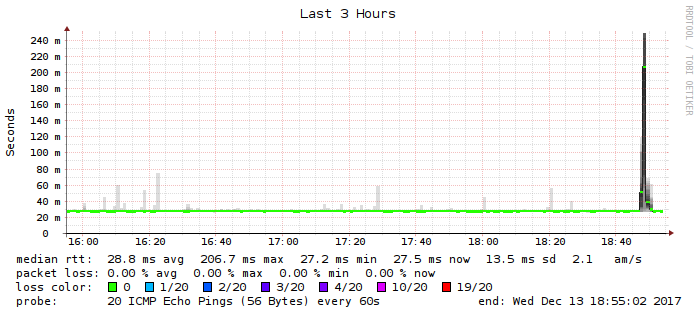 Last 3 Hours
RRDTOOL / TOBI OETIKER
Seconds
240 m
220 m
200 m
180 m
160 m
140 m
120 m
100 m
80 m
60 m
40 m
20 m
0
16:00 16:20 16:40 17:00 17:20 17:40 18:00 18:20 18:40
median rtt: 28.8 ms avg 206.7 ms max 27.2 ms min 27.5 ms now 13.5 ms sd 2.1 am/s
packet loss: 0.00 % avg 0.00 % max 0.00 % min 0.00 % now
loss color: 0 1/20 2/20 3/20 4/20 10/20 19/20
probe: 20 ICMP Echo Pings (56 Bytes) every 60s end: Wed Dec 13 18:55:02 2017